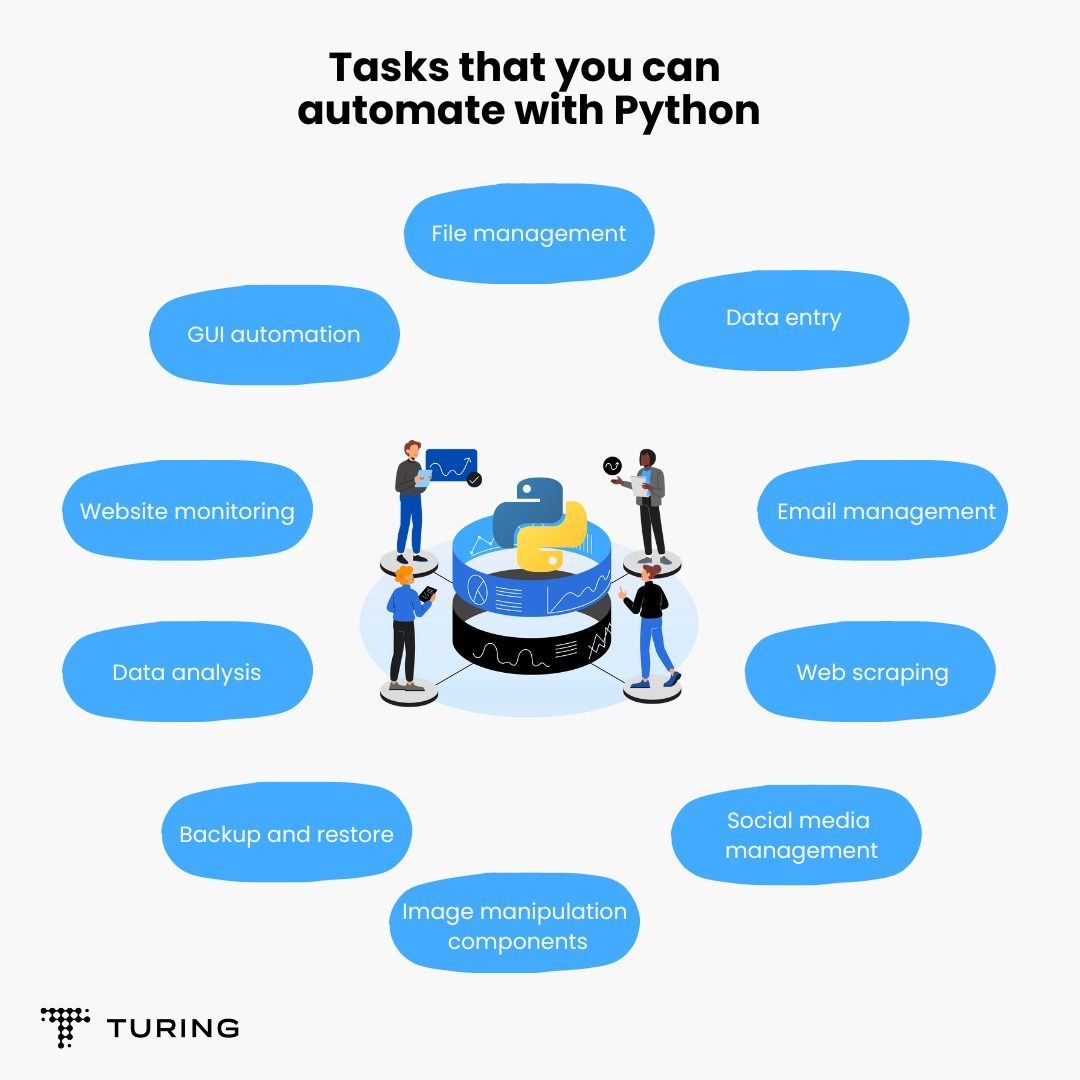 Tasks that you can
automate with Python
File management
GUI automation
Data entry
Website monitoring
Email management
Data analysis
Web scraping
Backup and restore
Social media
management
Image manipulation
components
TURING